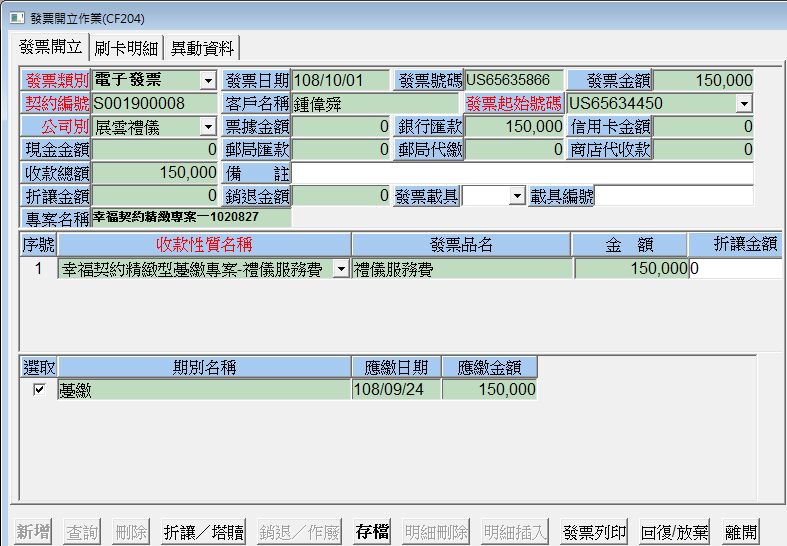 發票開立作業(CF204)
發票開立 刷卡明細 異動資料
發票類別 電子發票 發票日期 108/10/01 發票號碼 US65635866 發票金額 150,000
契約編號 S001900008 客戶名稱 鍾偉舜 發票起始號碼 US65634450
公司別 展雲禮儀 票據金額 0 銀行匯款 150,000 信用卡金額 0
現金金額 0 郵局匯款 0 郵局代繳 0 商店代收款 0
收款總額 150,000 備 註
折讓金額 0 銷退金額 0 發票載具 載具編號
專案名稱 幸福契約精緻專案一1020827
序號 收款性質名稱 發票品名 金 額 折讓金額
1 幸福契約精緻型躉繳專案-禮儀服務費 禮儀服務費 150,000 0
選取 期別名稱 應繳日期 應繳金額
躉繳 108/09/24 150,000
新增 查詢 刪除 折讓／塔贖 銷退／作廢 存檔 明細刪除 明細插入 發票列印 回復/放棄 離開